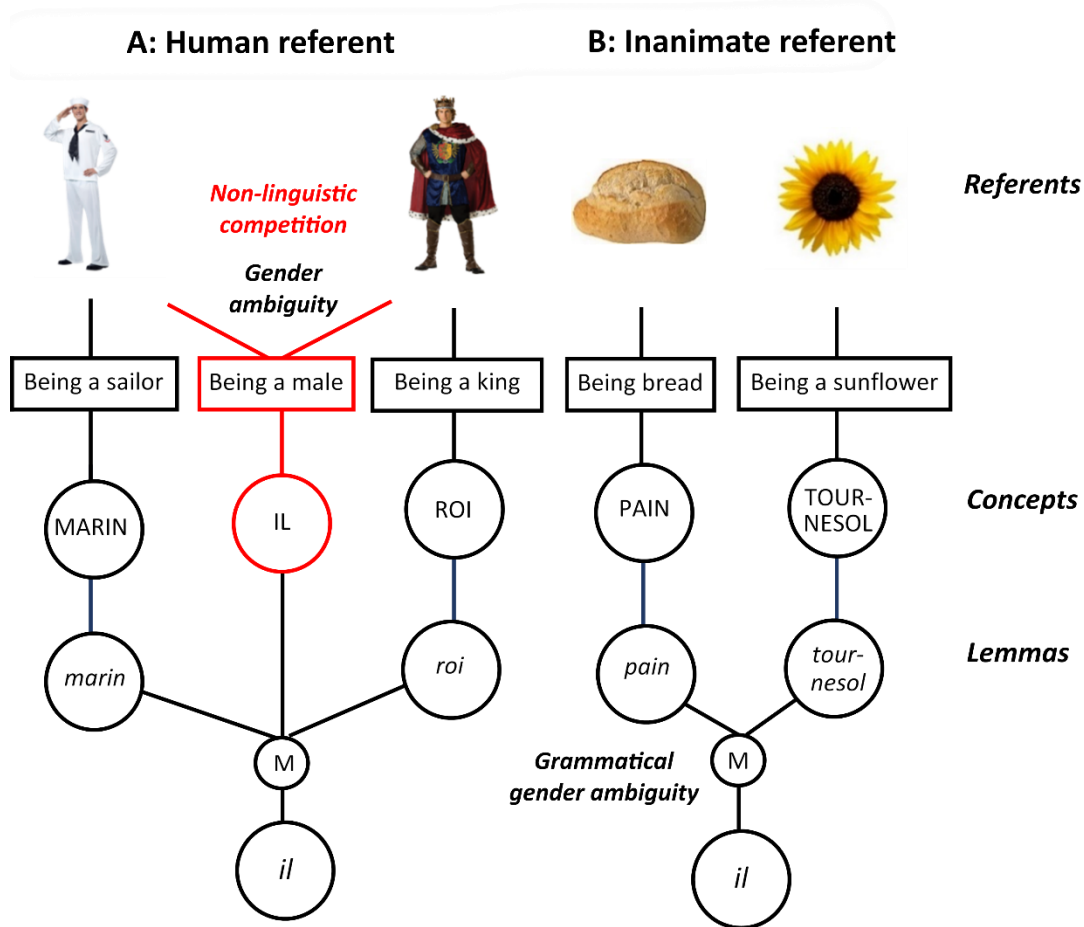 A: Human referent
B: Inanimate referent
Referents
Non-linguistic
competition
Gender
ambiguity
Being a sailor
Being a male
Being a king
Being bread
Being a sunflower
MARIN
IL
ROI
PAIN
TOUR-
NESOL
Concepts
marin
roi
pain
tour-
nesol
Lemmas
M
Grammatical
gender ambiguity
M
il
il